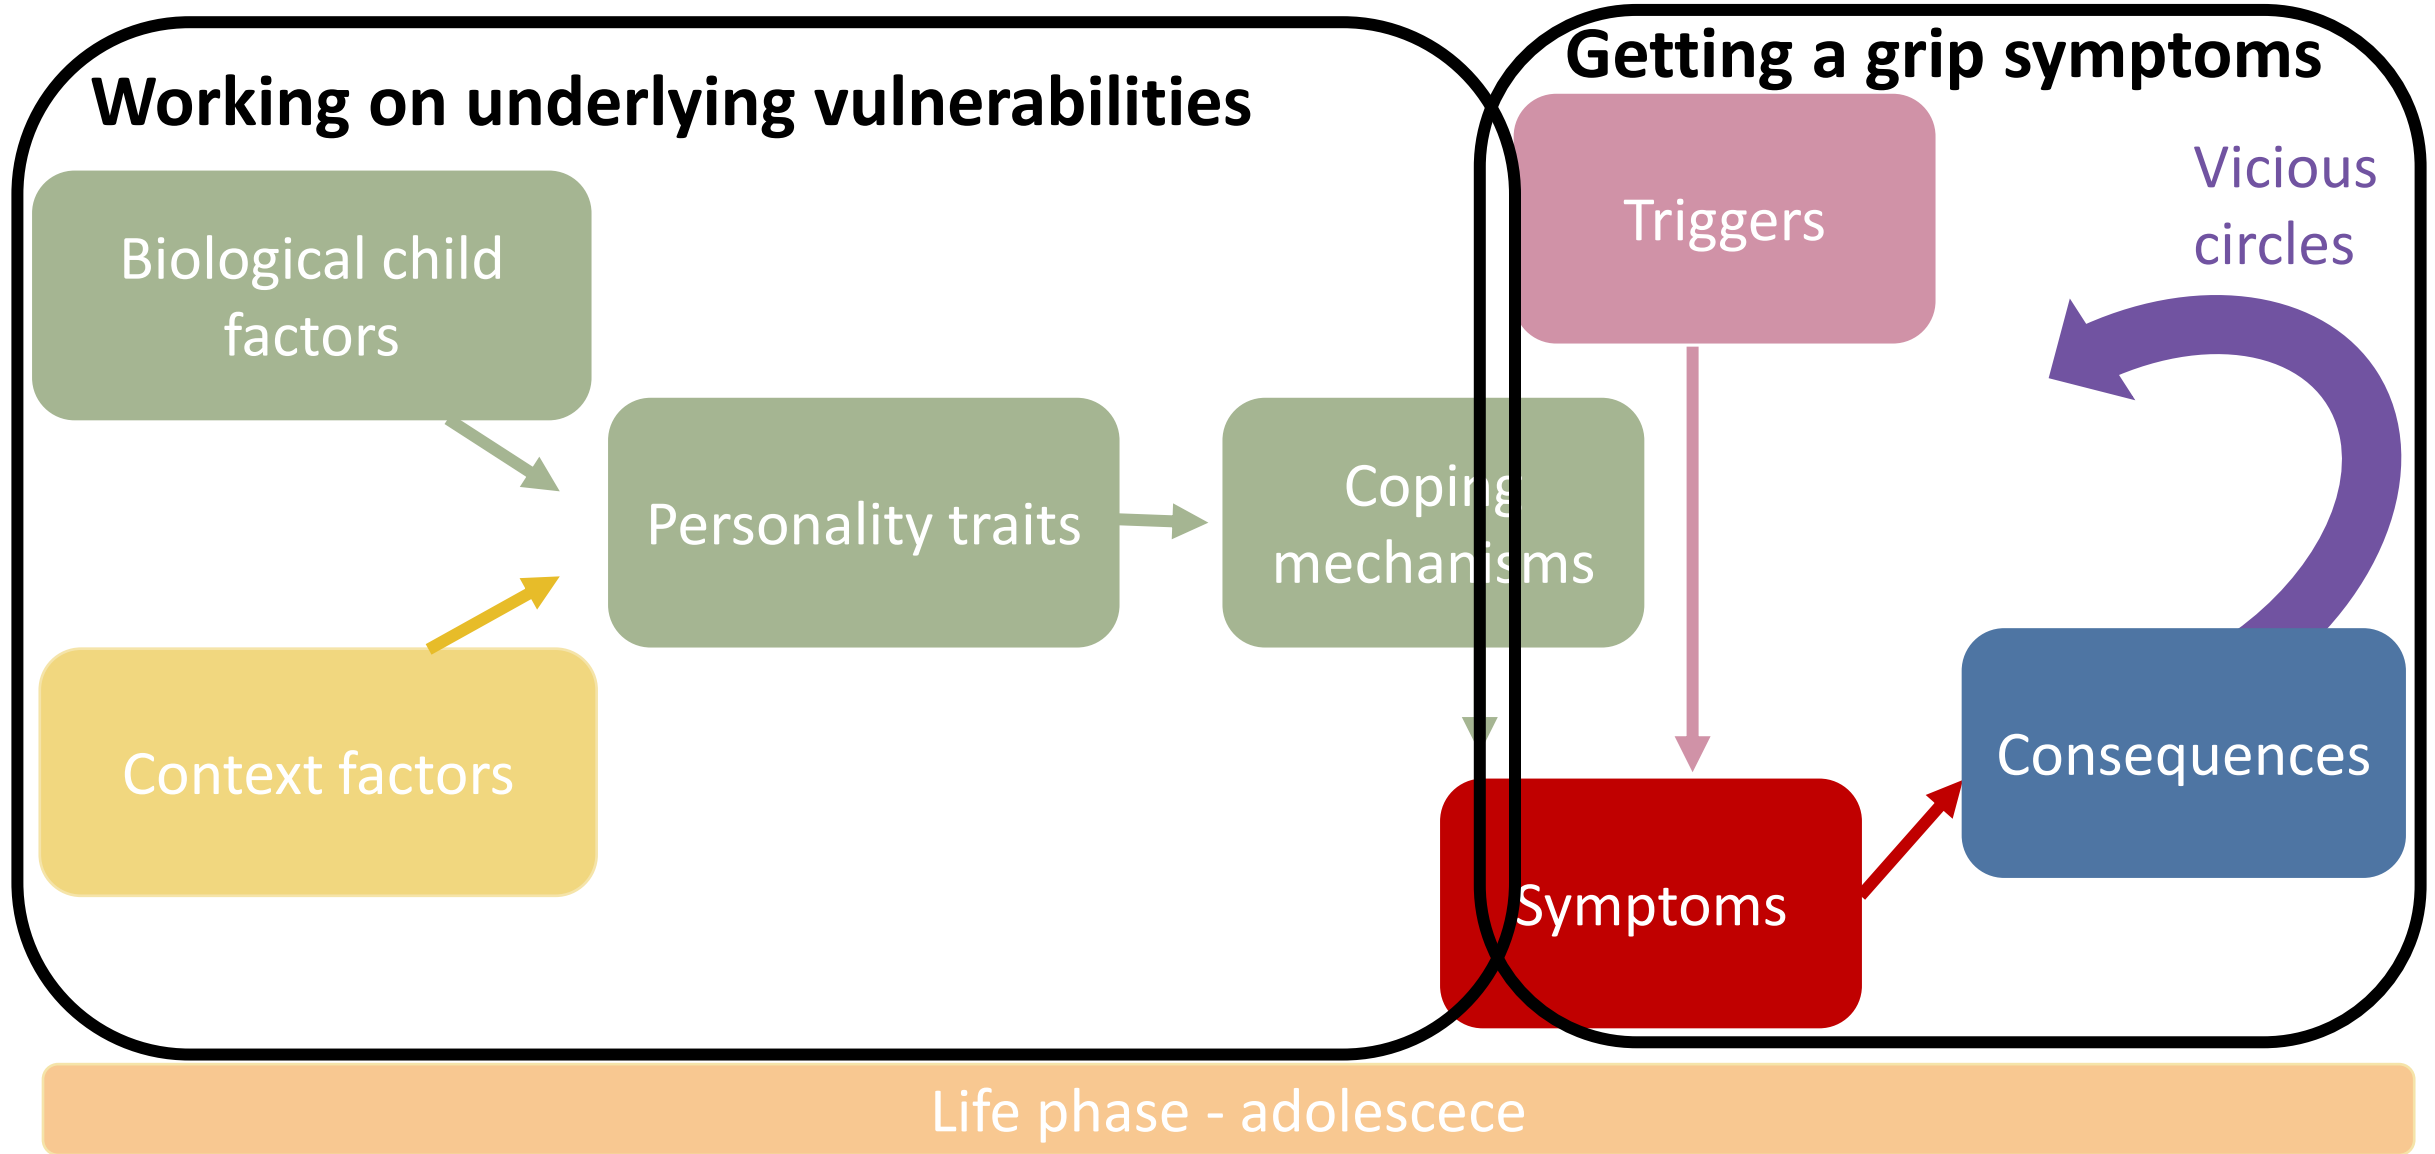 Working on underlying vulnerabilities
Biological child
factors
Context factors
Personality traits
Coping
mechanisms
Getting a grip symptoms
Triggers
Vicious
circles
Symptoms
Consequences
Life phase - adolescece